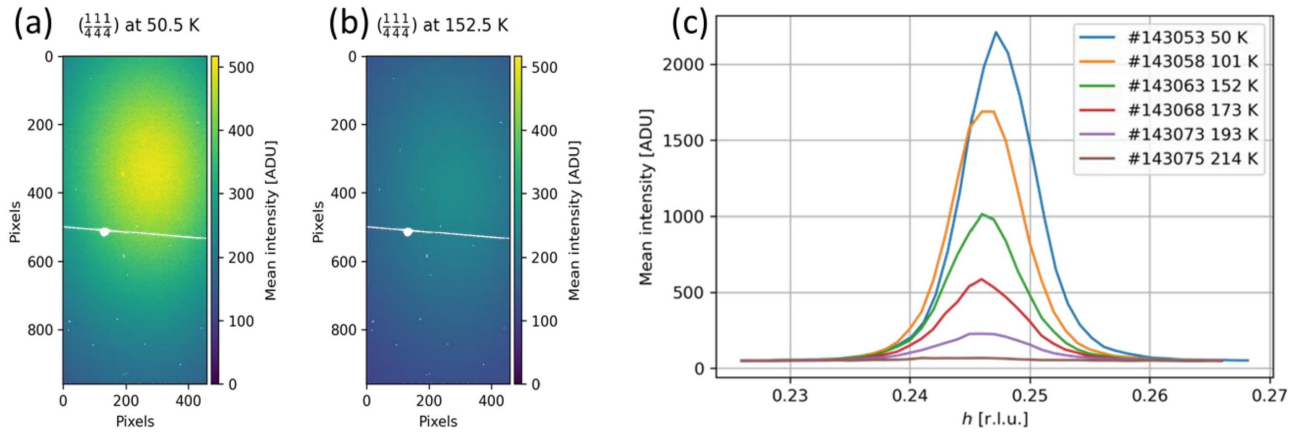 (a)
(1/4 1/4 1/4) at 50.5 K
0
200
400
600
800
Pixels
0
200
400
Pixels
500
400
300
200
100
0
Mean intensity [ADU]
(b)
(1/4 1/4 1/4) at 152.5 K
0
200
400
600
800
Pixels
0
200
400
Pixels
500
400
300
200
100
0
Mean intensity [ADU]
(c)
2000
1500
1000
500
0
Mean intensity [ADU]
#143053 50 K
#143058 101 K
#143063 152 K
#143068 173 K
#143073 193 K
#143075 214 K
0.23
0.24
0.25
0.26
0.27
h [r.l.u.]